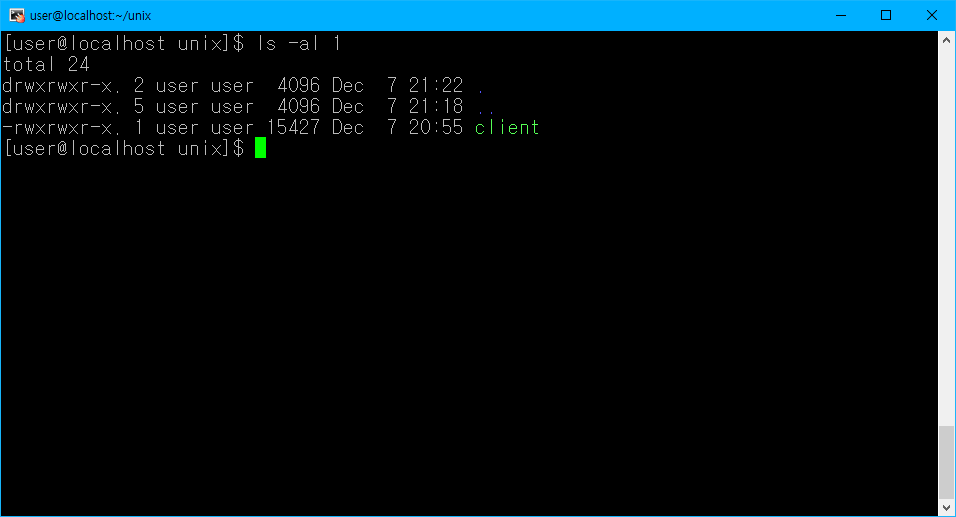 user@localhost:~/unix
[user@localhost unix]$ ls -al 1
total 24
drwxrwxr-x. 2 user user  4096 Dec  7 21:22 .
drwxrwxr-x. 5 user user  4096 Dec  7 21:18 ..
-rwxrwxr-x. 1 user user 15427 Dec  7 20:55 client
[user@localhost unix]$